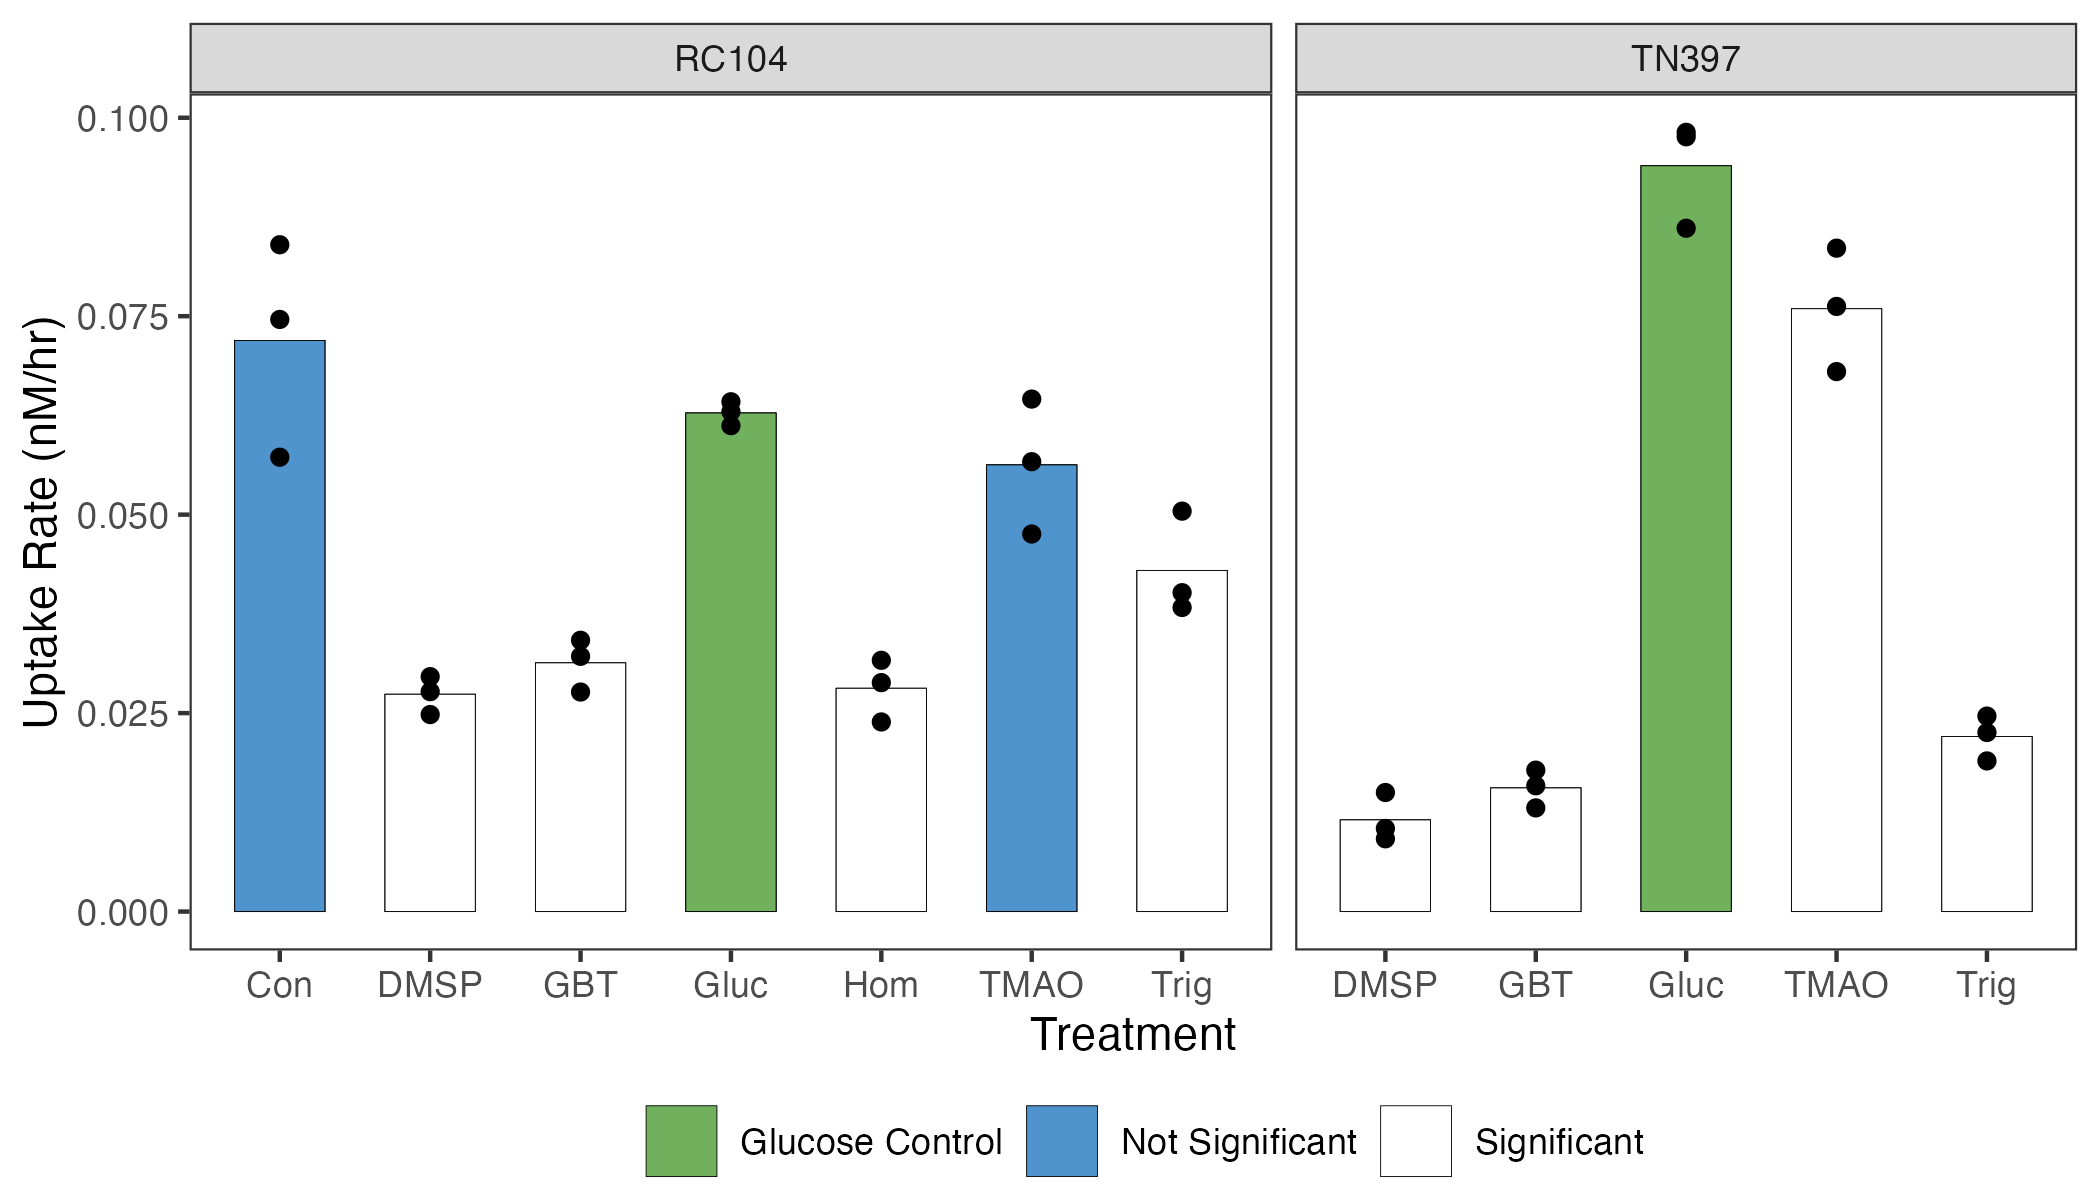 RC104
TN397
Uptake Rate (nM/hr)
0.100
0.075
0.050
0.025
0.000
Con DMSP GBT Gluc Hom TMAO Trig
DMSP GBT Gluc TMAO Trig
Treatment
Glucose Control Not Significant Significant